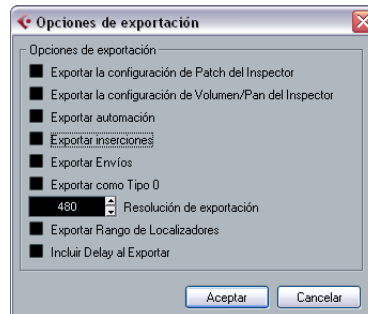 Opciones de exportación
Opciones de exportación
Exportar la configuración de Patch del Inspector
Exportar la configuración de Volumen/Pan del Inspector
Exportar automación
Exportar inserciones
Exportar Envíos
Exportar como Tipo 0
480 Resolución de exportación
Exportar Rango de Localizadores
Incluir Delay al Exportar
Aceptar Cancelar